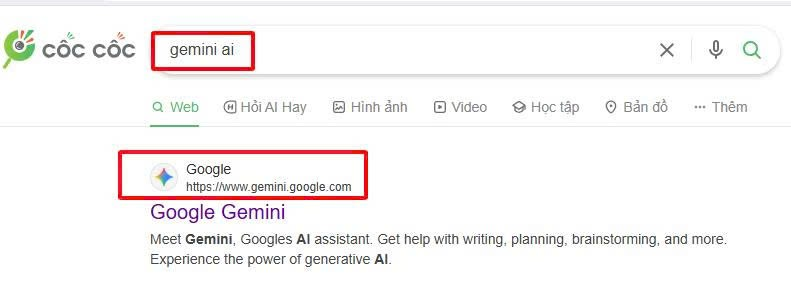 cốc cốc
gemini ai
Web Hỏi AI Hay Hình ảnh Video Học tập Bản đồ Thêm
Google
https://www.gemini.google.com
Google Gemini
Meet Gemini, Googles AI assistant. Get help with writing, planning, brainstorming, and more.
Experience the power of generative AI.